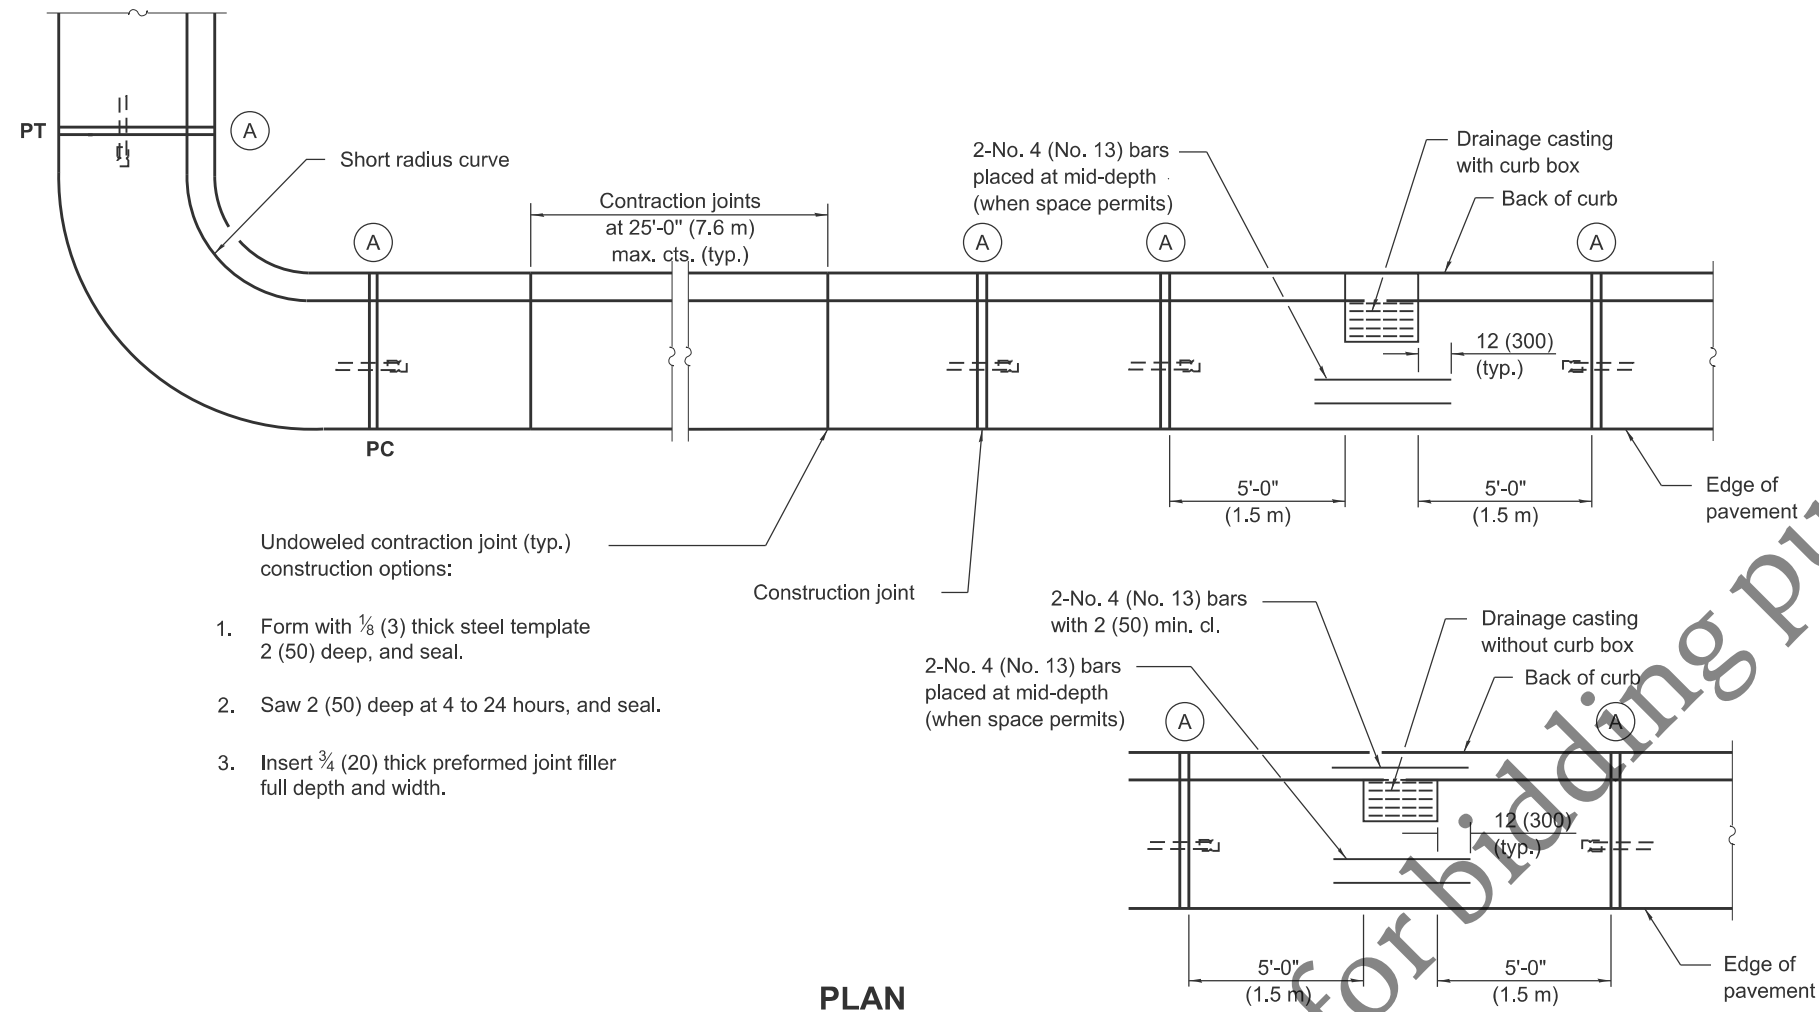 PT
A
Short radius curve
Contraction joints
at 25'-0" (7.6 m)
max. cts. (typ.)
A
PC
A
A
A
2-No. 4 (No. 13) bars
placed at mid-depth
(when space permits)
Drainage casting
with curb box
Back of curb
12 (300)
(typ.)
5'-0"
(1.5 m)
5'-0"
(1.5 m)
Edge of
pavement
Undoweled contraction joint (typ.)
construction options:
1. Form with 1/8 (3) thick steel template
2 (50) deep, and seal.
2. Saw 2 (50) deep at 4 to 24 hours, and seal.
3. Insert 3/4 (20) thick preformed joint filler
full depth and width.
Construction joint
2-No. 4 (No. 13) bars
with 2 (50) min. cl.
2-No. 4 (No. 13) bars
placed at mid-depth
(when space permits)
Drainage casting
without curb box
Back of curb
A
A
12 (300)
(typ.)
5'-0"
(1.5 m)
5'-0"
(1.5 m)
Edge of
pavement
PLAN
for bidding